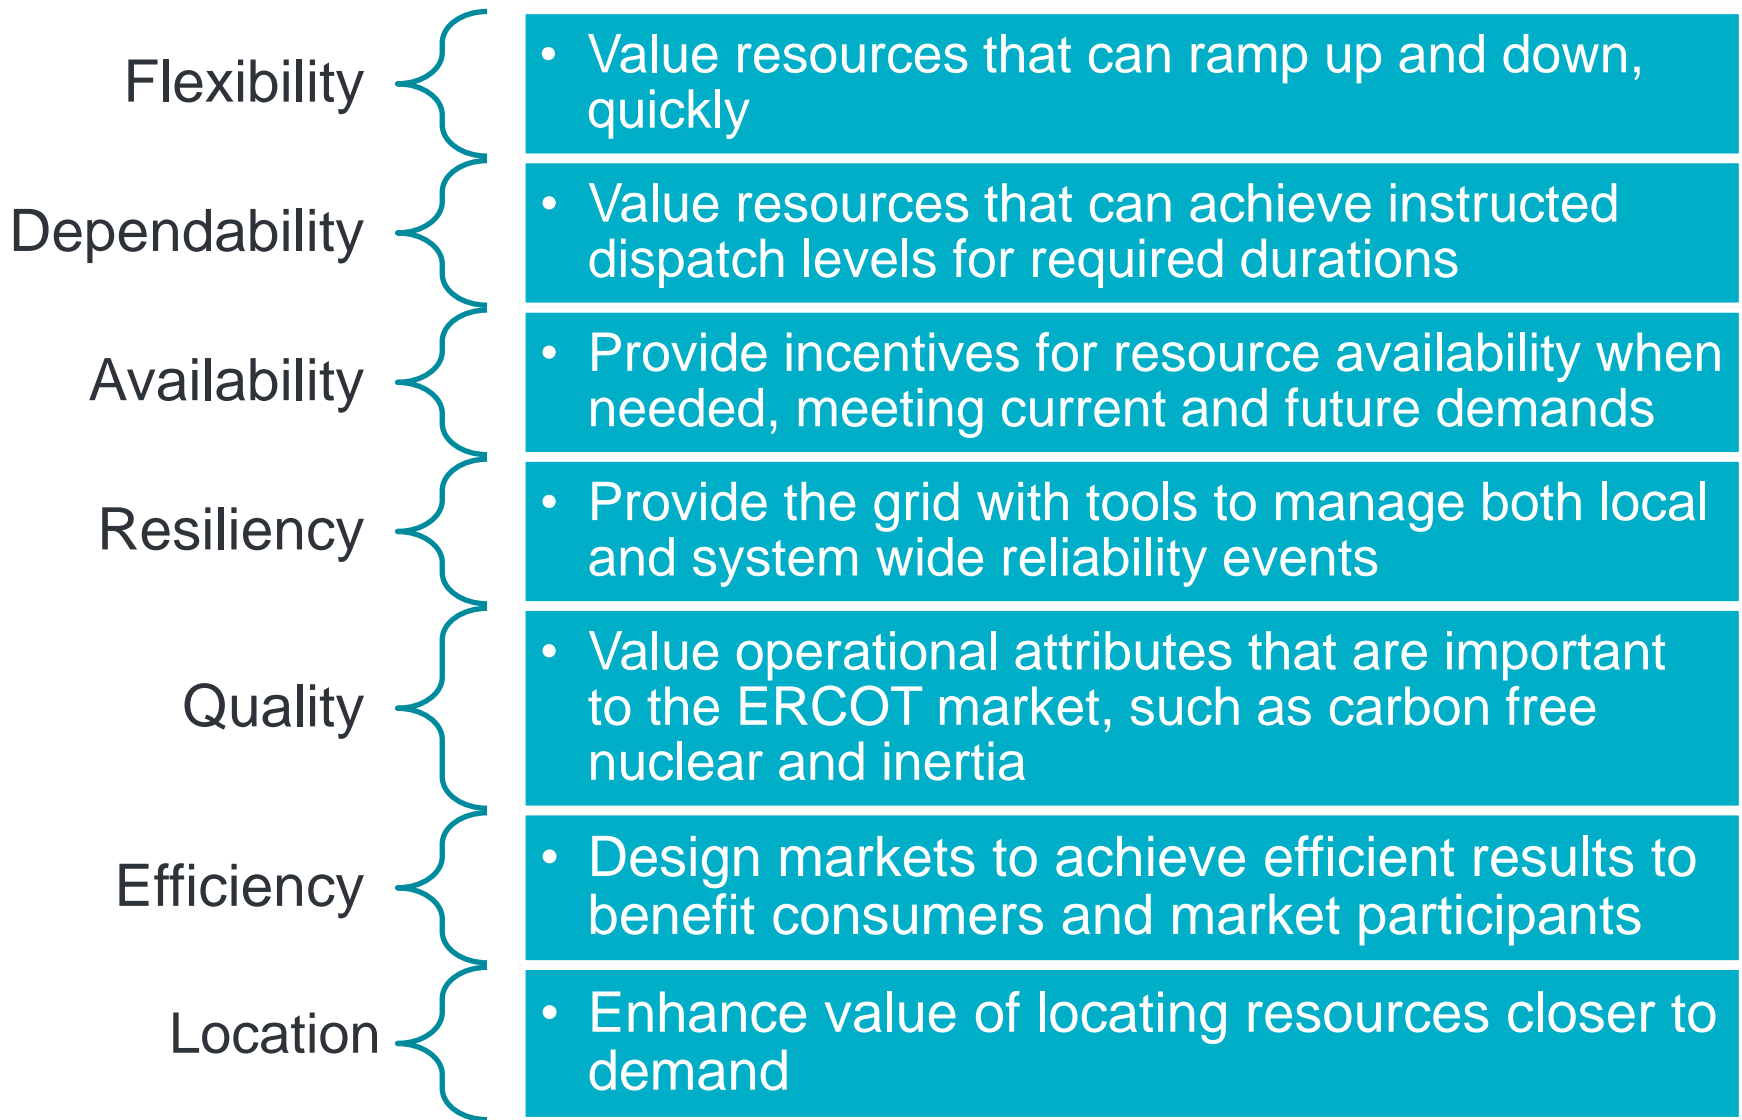 Flexibility
• Value resources that can ramp up and down,
quickly
Dependability
• Value resources that can achieve instructed
dispatch levels for required durations
Availability
• Provide incentives for resource availability when
needed, meeting current and future demands
Resiliency
• Provide the grid with tools to manage both local
and system wide reliability events
Quality
• Value operational attributes that are important
to the ERCOT market, such as carbon free
nuclear and inertia
Efficiency
• Design markets to achieve efficient results to
benefit consumers and market participants
Location
• Enhance value of locating resources closer to
demand